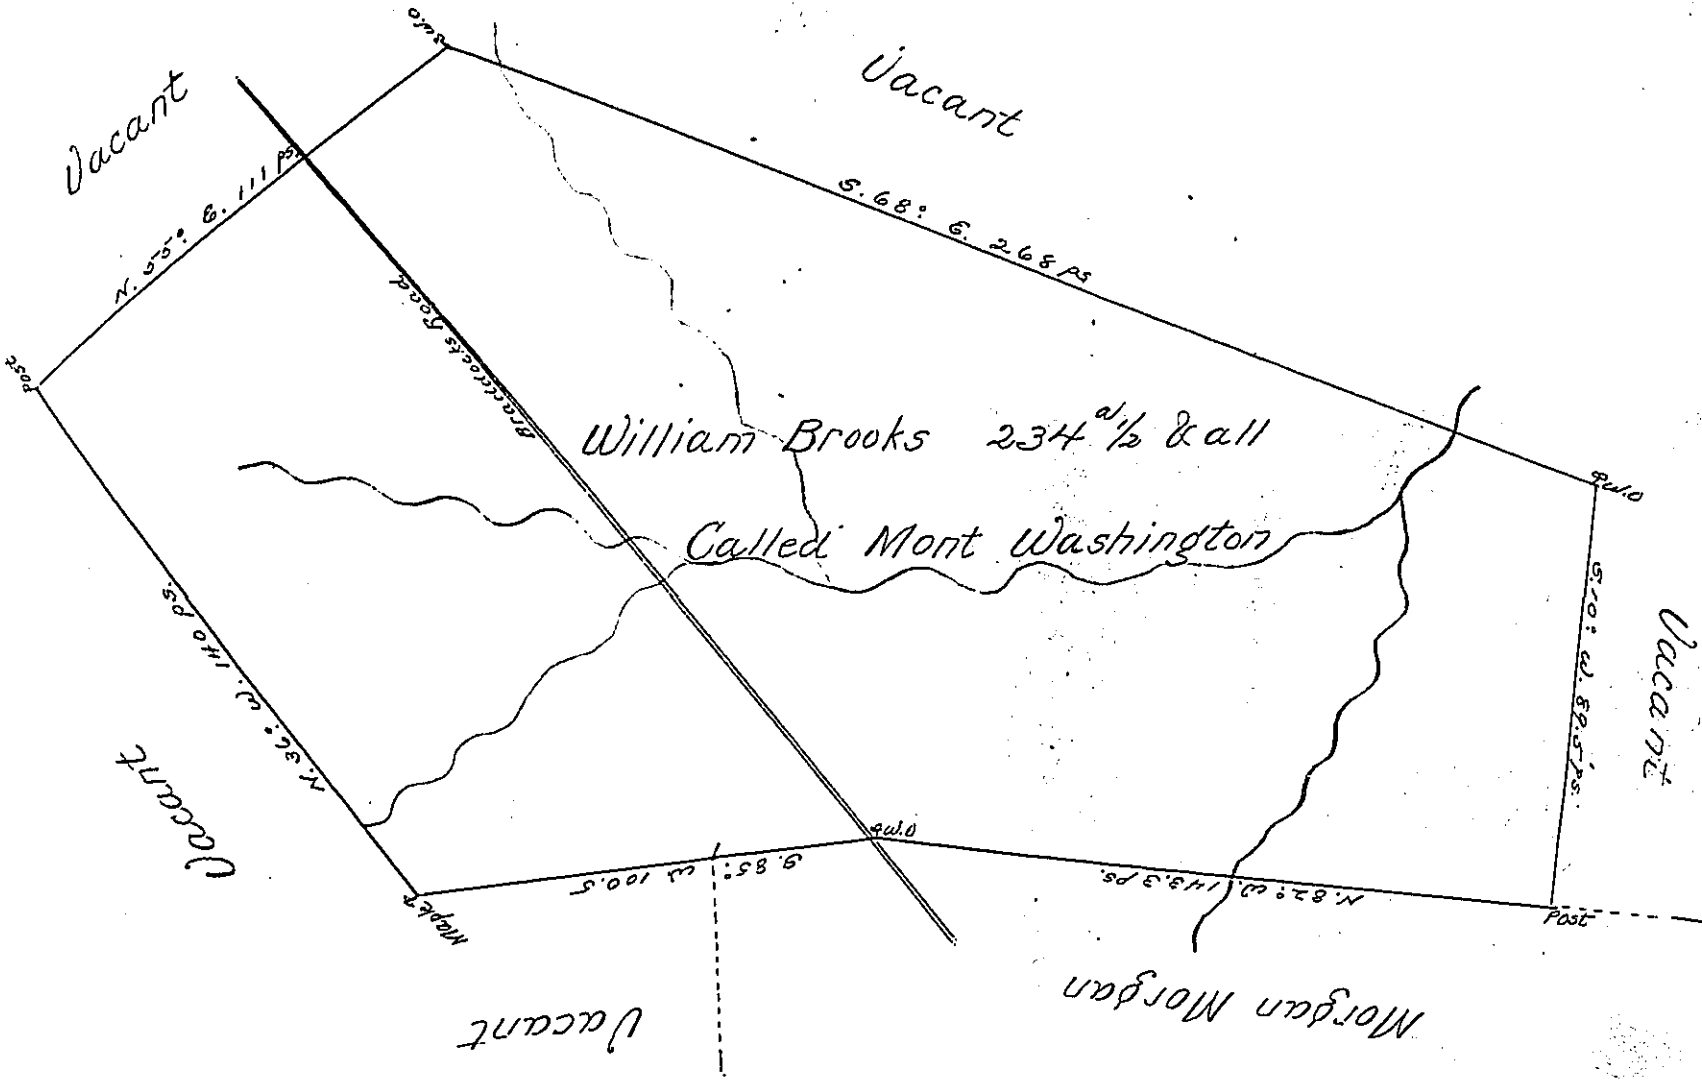 W.O
Vacant
Vacant
N. 55° E. 111 ps
S. 68° E. 268 ps
Post
Braddocks Road
William Brooks 234 a 1/2 & all
Called Mont Washington
W.O
S. 10° W. 89.5 ps.
Vacant
N. 36° W. 140 ps.
Vacant
W.O
S. 85° W 100.5
N. 82° W. 143.3 ps.
Maple
Post
Vacant
Morgan Morgan